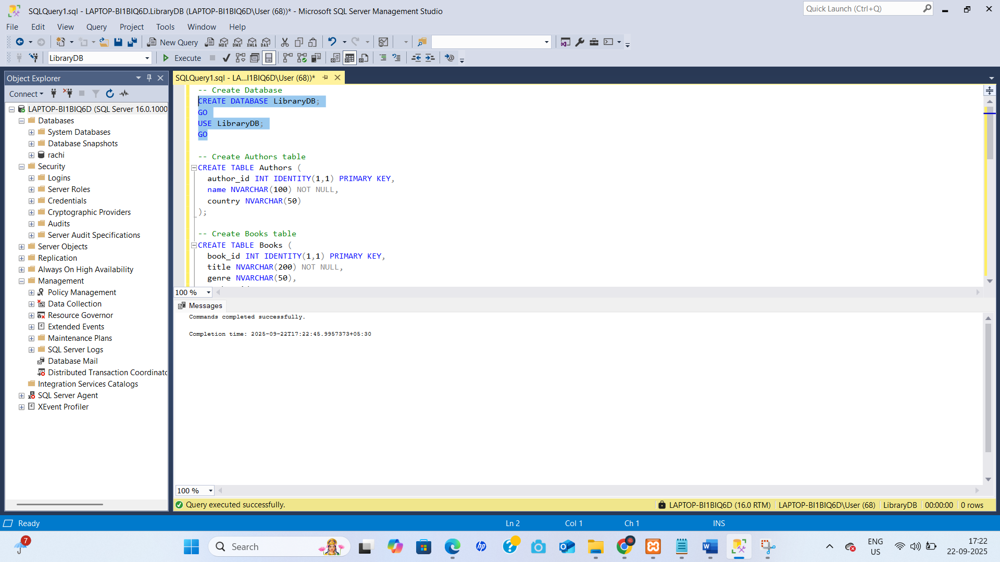 SQLQuery1.sql - LAPTOP-BI1BIQ6D.LibraryDB (LAPTOP-BI1BIQ6D\User (68))* - Microsoft SQL Server Management Studio
Quick Launch (Ctrl+Q)
File Edit View Query Project Tools Window Help
New Query MDX DMX XMLA DAX
LibraryDB Execute
Object Explorer
SQLQuery1.sql - LA...I1BIQ6D\User (68))*
Connect
LAPTOP-BI1BIQ6D (SQL Server 16.0.1000
Databases
System Databases
Database Snapshots
rachi
Security
Logins
Server Roles
Credentials
Cryptographic Providers
Audits
Server Audit Specifications
Server Objects
Replication
Always On High Availability
Management
Policy Management
Data Collection
Resource Governor
Extended Events
Maintenance Plans
SQL Server Logs
Database Mail
Distributed Transaction Coordinato
Integration Services Catalogs
SQL Server Agent
XEvent Profiler
-- Create Database
CREATE DATABASE LibraryDB;
GO
USE LibraryDB;
GO
-- Create Authors table
CREATE TABLE Authors (
author_id INT IDENTITY(1,1) PRIMARY KEY,
name NVARCHAR(100) NOT NULL,
country NVARCHAR(50)
);
-- Create Books table
CREATE TABLE Books (
book_id INT IDENTITY(1,1) PRIMARY KEY,
title NVARCHAR(200) NOT NULL,
genre NVARCHAR(50),
100 %
Messages
Commands completed successfully.
Completion time: 2025-09-22T17:22:45.9957373+05:30
100 %
Query executed successfully. LAPTOP-BI1BIQ6D (16.0 RTM) LAPTOP-BI1BIQ6D\User (68) LibraryDB 00:00:00 0 rows
Ready Ln 2 Col 1 Ch 1 INS
7
Search
hp
ENG
US
17:22
22-09-2025